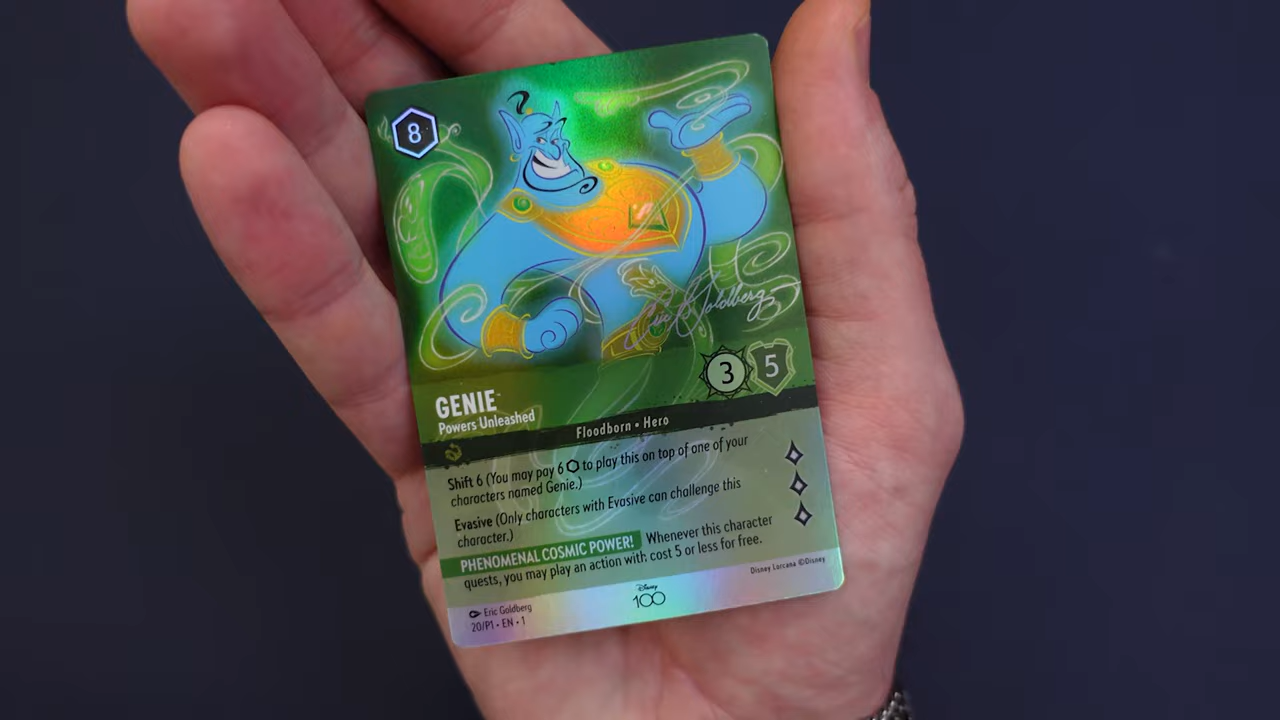 8
Eric Goldberg
3 5
GENIE
Powers Unleashed
Floodborn • Hero
Shift 6 (You may pay 6 ⬡ to play this on top of one of your
characters named Genie.)
Evasive (Only characters with Evasive can challenge this
character.)
PHENOMENAL COSMIC POWER! Whenever this character
quests, you may play an action with cost 5 or less for free.
Disney Lorcana ©Disney
Disney
100
Eric Goldberg
20/P1 • EN • 1